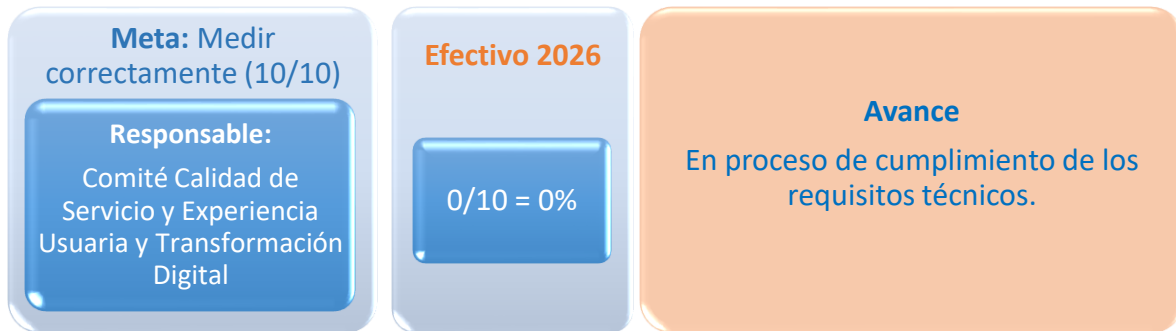 Meta: Medir
correctamente (10/10)
Responsable:
Comité Calidad de
Servicio y Experiencia
Usuaria y Transformación
Digital
Efectivo 2026
0/10 = 0%
Avance
En proceso de cumplimiento de los
requisitos técnicos.